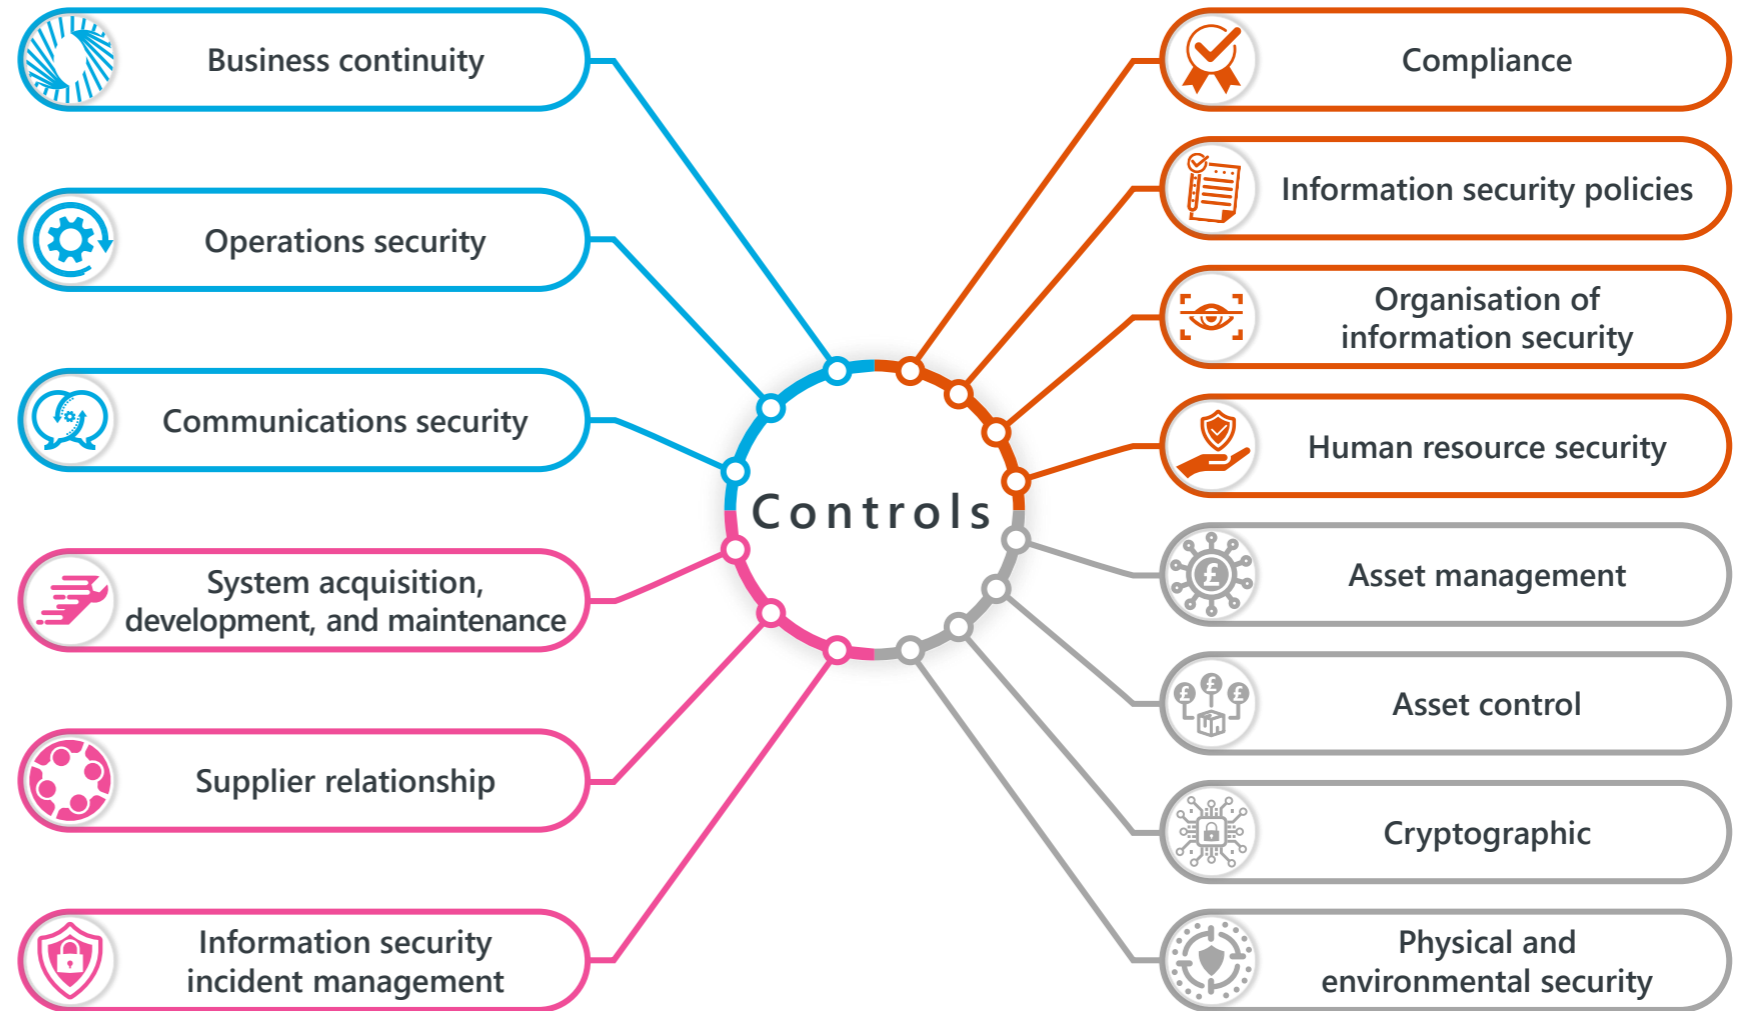 Business continuity
Operations security
Communications security
System acquisition,
development, and maintenance
Supplier relationship
Information security
incident management
Controls
Compliance
Information security policies
Organisation of
information security
Human resource security
£
Asset management
£ £ £
Asset control
Cryptographic
Physical and
environmental security